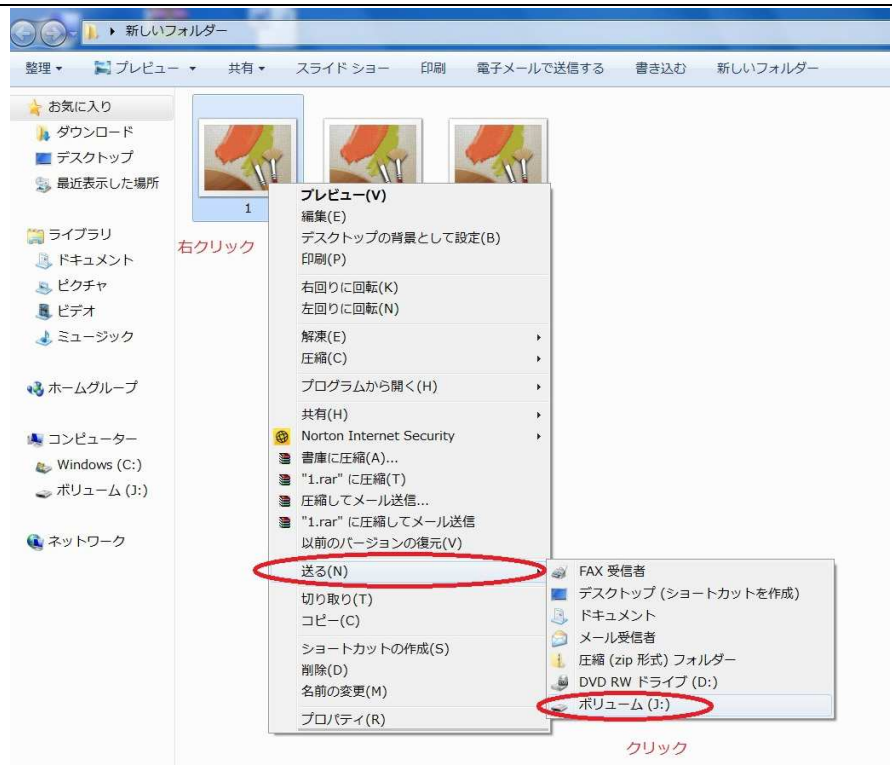 新しいフォルダー
整理 プレビュー 共有 スライド ショー 印刷 電子メールで送信する 書き込む 新しいフォルダー
お気に入り
ダウンロード
デスクトップ
最近表示した場所
ライブラリ
ドキュメント
ピクチャ
ビデオ
ミュージック
ホームグループ
コンピューター
Windows (C:)
ボリューム (J:)
ネットワーク
1
右クリック
プレビュー(V)
編集(E)
デスクトップの背景として設定(B)
印刷(P)
右回りに回転(K)
左回りに回転(N)
解凍(E)
圧縮(C)
プログラムから開く(H)
共有(H)
Norton Internet Security
書庫に圧縮(A)...
"1.rar" に圧縮(T)
圧縮してメール送信...
"1.rar" に圧縮してメール送信
以前のバージョンの復元(V)
送る(N)
切り取り(T)
コピー(C)
ショートカットの作成(S)
削除(D)
名前の変更(M)
プロパティ(R)
FAX 受信者
デスクトップ (ショートカットを作成)
ドキュメント
メール受信者
圧縮 (zip 形式) フォルダー
DVD RW ドライブ (D:)
ボリューム (J:)
クリック